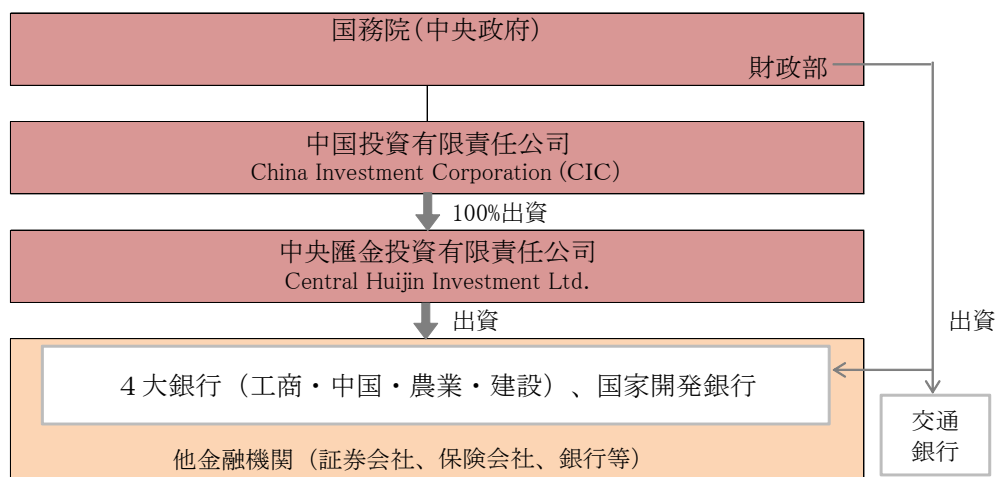 国務院(中央政府)
財政部
中国投資有限責任公司
China Investment Corporation (CIC)
100%出資
中央匯金投資有限責任公司
Central Huijin Investment Ltd.
出資
出資
4大銀行(工商・中国・農業・建設)、国家開発銀行
交通
銀行
他金融機関(証券会社、保険会社、銀行等)